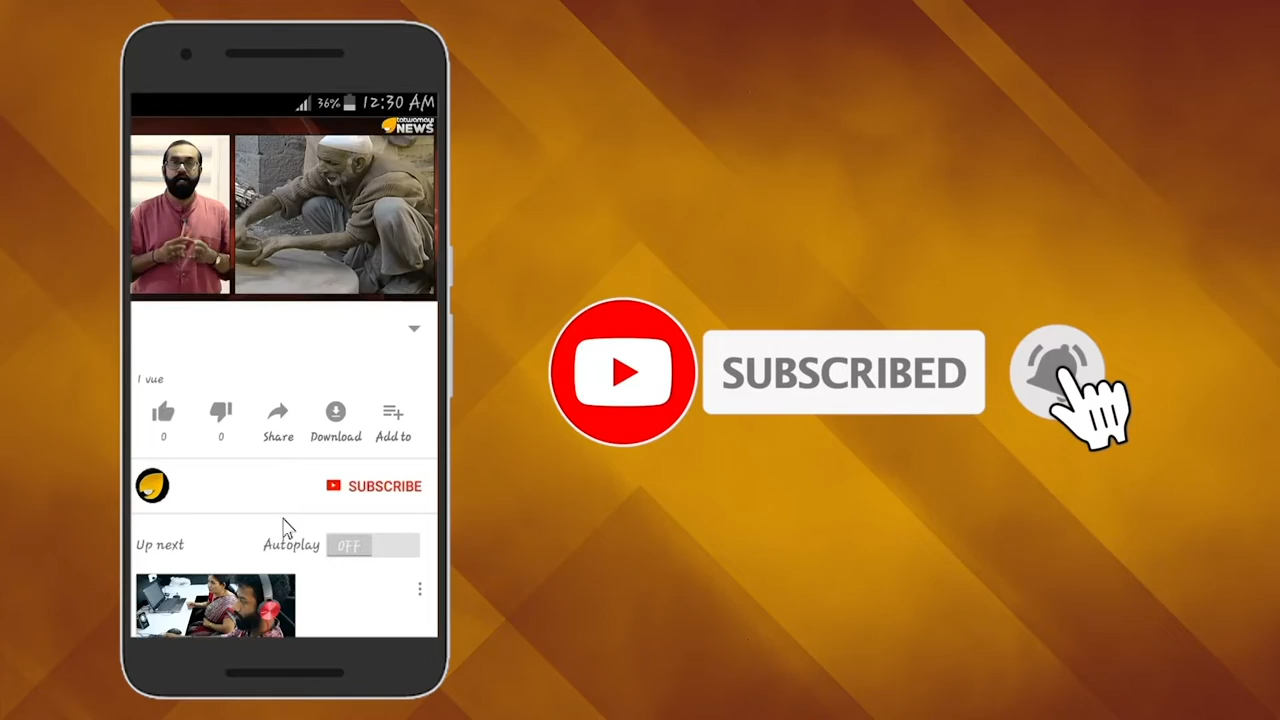 36% 12:30 AM
tatwamayi
NEWS
1 vue
0 0 Share Download Add to
SUBSCRIBE
Up next Autoplay OFF
SUBSCRIBED